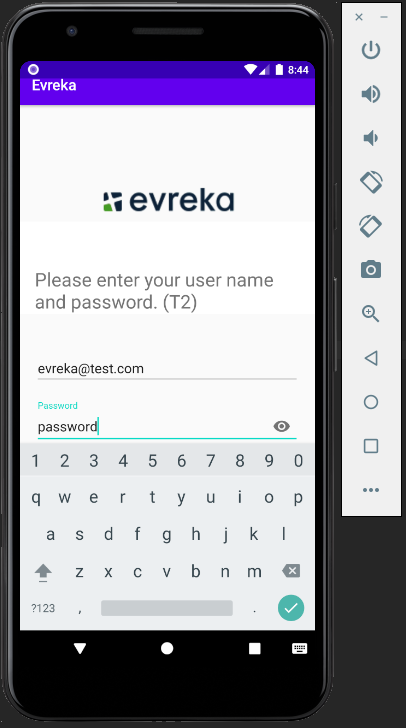 8:44
Evreka
evreka
Please enter your user name
and password. (T2)
evreka@test.com
Password
password
1 2 3 4 5 6 7 8 9 0
q w e r t y u i o p
a s d f g h j k l
z x c v b n m
?123 , .